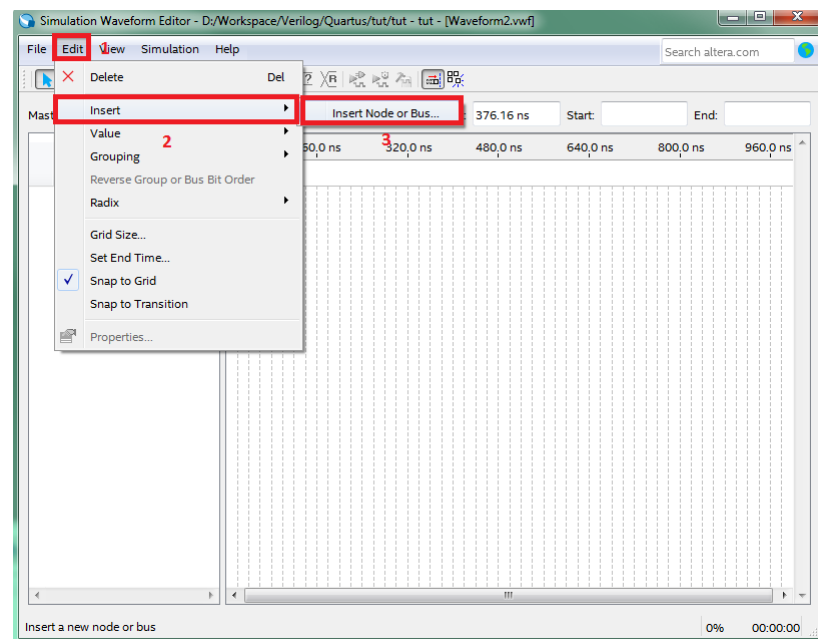 Simulation Waveform Editor - D:/Workspace/Verilog/Quartus/tut/tut - tut - [Waveform2.vwf]
File Edit 1 View Simulation Help Search altera.com
Delete Del
Mast 376.16 ns Start: End:
Insert Insert Node or Bus...
Value 2 3
320.0 ns 480.0 ns 640.0 ns 800.0 ns 960.0 ns
Grouping
Reverse Group or Bus Bit Order
Radix
Grid Size...
Set End Time...
Snap to Grid
Snap to Transition
Properties...
Insert a new node or bus 0% 00:00:00